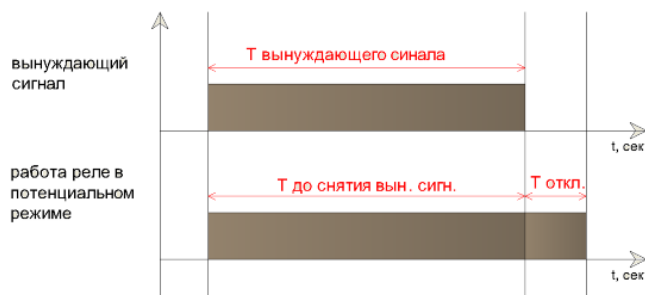 T вынуждающего синала
вынуждающий
сигнал
t, сек
работа реле в
потенциальном
режиме
T до снятия вын. сигн.
T откл.
t, сек